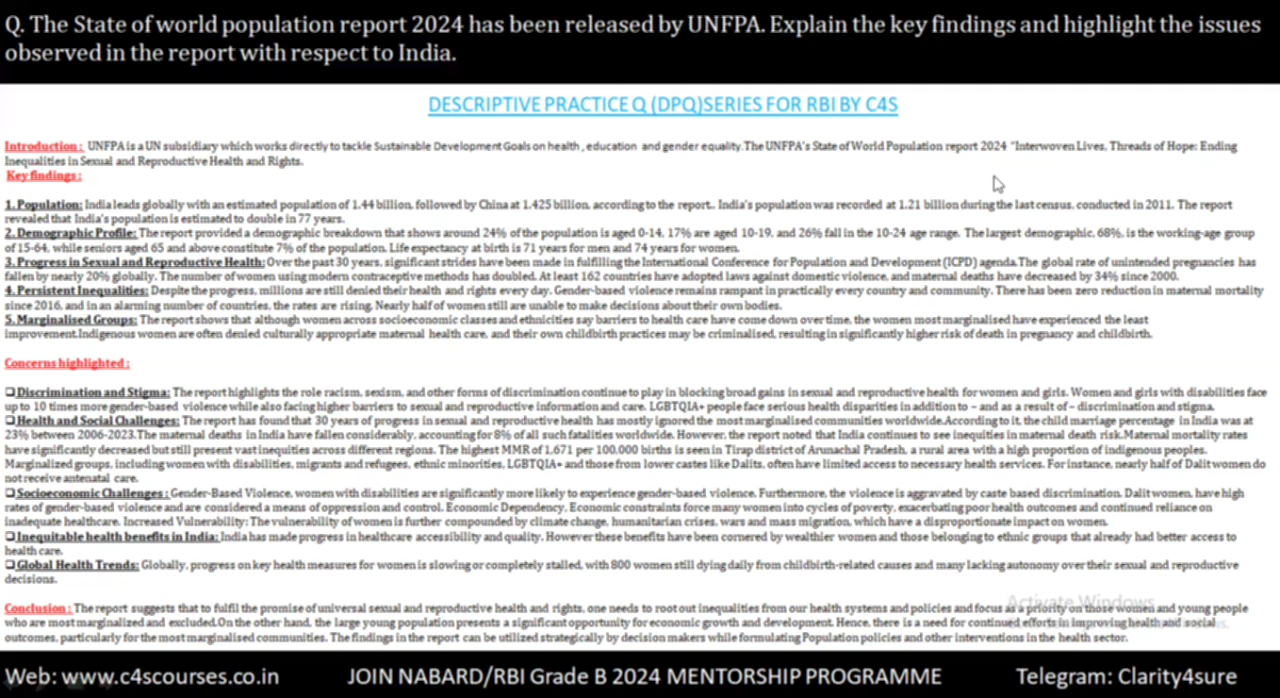 Q. The State of world population report 2024 has been released by UNFPA. Explain the key findings and highlight the issues
observed in the report with respect to India.
DESCRIPTIVE PRACTICE Q (DPQ)SERIES FOR RBI BY C4S
Introduction : UNFPA is a UN subsidiary which works directly to tackle Sustainable Development Goals on health , education and gender equality.The UNFPA's State of World Population report 2024 "Interwoven Lives, Threads of Hope: Ending
Inequalities in Sexual and Reproductive Health and Rights.
Key findings :
1. Population: India leads globally with an estimated population of 1.44 billion, followed by China at 1.425 billion, according to the report.. India's population was recorded at 1.21 billion during the last census, conducted in 2011. The report
revealed that India's population is estimated to double in 77 years.
2. Demographic Profile: The report provided a demographic breakdown that shows around 24% of the population is aged 0-14, 17% are aged 10-19, and 26% fall in the 10-24 age range. The largest demographic, 68%, is the working-age group
of 15-64, while seniors aged 65 and above constitute 7% of the population. Life expectancy at birth is 71 years for men and 74 years for women.
3. Progress in Sexual and Reproductive Health: Over the past 30 years, significant strides have been made in fulfilling the International Conference for Population and Development (ICPD) agenda.The global rate of unintended pregnancies has
fallen by nearly 20% globally. The number of women using modern contraceptive methods has doubled. At least 162 countries have adopted laws against domestic violence, and maternal deaths have decreased by 34% since 2000.
4. Persistent Inequalities: Despite the progress, millions are still denied their health and rights every day. Gender-based violence remains rampant in practically every country and community. There has been zero reduction in maternal mortality
since 2016, and in an alarming number of countries, the rates are rising. Nearly half of women still are unable to make decisions about their own bodies.
5. Marginalised Groups: The report shows that although women across socioeconomic classes and ethnicities say barriers to health care have come down over time, the women most marginalised have experienced the least
improvement.Indigenous women are often denied culturally appropriate maternal health care, and their own childbirth practices may be criminalised, resulting in significantly higher risk of death in pregnancy and childbirth.
Concerns highlighted :
❑Discrimination and Stigma: The report highlights the role racism, sexism, and other forms of discrimination continue to play in blocking broad gains in sexual and reproductive health for women and girls. Women and girls with disabilities face
up to 10 times more gender-based violence while also facing higher barriers to sexual and reproductive information and care. LGBTQIA+ people face serious health disparities in addition to – and as a result of – discrimination and stigma.
❑Health and Social Challenges: The report has found that 30 years of progress in sexual and reproductive health has mostly ignored the most marginalised communities worldwide.According to it, the child marriage percentage in India was at
23% between 2006-2023.The maternal deaths in India have fallen considerably, accounting for 8% of all such fatalities worldwide. However, the report noted that India continues to see inequities in maternal death risk.Maternal mortality rates
have significantly decreased but still present vast inequities across different regions. The highest MMR of 1,671 per 100,000 births is seen in Tirap district of Arunachal Pradesh, a rural area with a high proportion of indigenous peoples.
Marginalized groups, including women with disabilities, migrants and refugees, ethnic minorities, LGBTQIA+ and those from lower castes like Dalits, often have limited access to necessary health services. For instance, nearly half of Dalit women do
not receive antenatal care.
❑Socioeconomic Challenges : Gender-Based Violence, women with disabilities are significantly more likely to experience gender-based violence. Furthermore, the violence is aggravated by caste based discrimination. Dalit women, have high
rates of gender-based violence and are considered a means of oppression and control. Economic Dependency, Economic constraints force many women into cycles of poverty, exacerbating poor health outcomes and continued reliance on
inadequate healthcare. Increased Vulnerability: The vulnerability of women is further compounded by climate change, humanitarian crises, wars and mass migration, which have a disproportionate impact on women.
❑Inequitable health benefits in India: India has made progress in healthcare accessibility and quality. However these benefits have been cornered by wealthier women and those belonging to ethnic groups that already had better access to
health care.
❑Global Health Trends: Globally, progress on key health measures for women is slowing or completely stalled, with 800 women still dying daily from childbirth-related causes and many lacking autonomy over their sexual and reproductive
decisions.
Conclusion : The report suggests that to fulfil the promise of universal sexual and reproductive health and rights, one needs to root out inequalities from our health systems and policies and focus as a priority on those women and young people
who are most marginalized and excluded.On the other hand, the large young population presents a significant opportunity for economic growth and development. Hence, there is a need for continued efforts in improving health and social
outcomes, particularly for the most marginalised communities. The findings in the report can be utilized strategically by decision makers while formulating Population policies and other interventions in the health sector.
Activate Windows
Web: www.c4scourses.co.in JOIN NABARD/RBI Grade B 2024 MENTORSHIP PROGRAMME Telegram: Clarity4sure